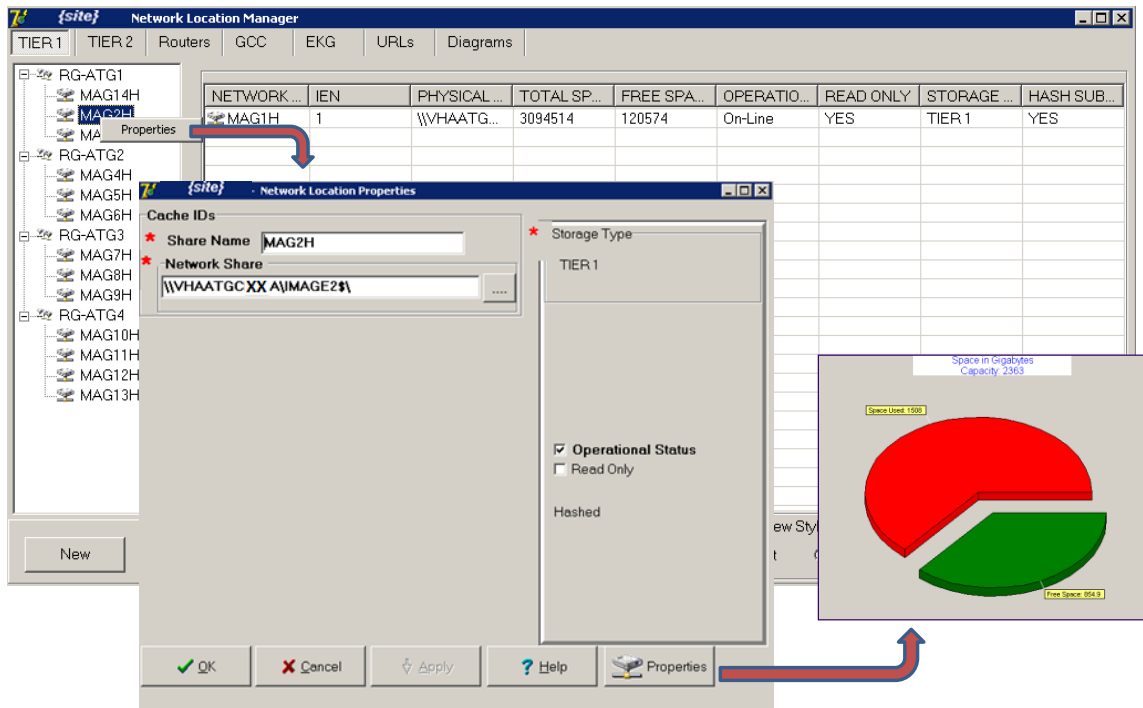 {site} Network Location Manager
TIER 1 TIER 2 Routers GCC EKG URLs Diagrams
RG-ATG1
MAG14H
MAG2H
MA
Properties
RG-ATG2
MAG4H
MAG5H
MAG6H
RG-ATG3
MAG7H
MAG8H
MAG9H
RG-ATG4
MAG10H
MAG11H
MAG12H
MAG13H
NETWORK ... IEN PHYSICAL ... TOTAL SP... FREE SPA... OPERATIO... READ ONLY STORAGE ... HASH SUB...
MAG1H 1 \\VHAATG... 3094514 120574 On-Line YES TIER 1 YES
{site} - Network Location Properties
Cache IDs
* Share Name MAG2H
* Network Share
\\VHAATGCXX A\IMAGE2$\
....
* Storage Type
TIER 1
Operational Status
Read Only
Hashed
OK Cancel Apply ? Help Properties
New
ew Sty
t
Space in Gigabytes
Capacity: 2363
Space Used: 1508
Free Space: 854.9